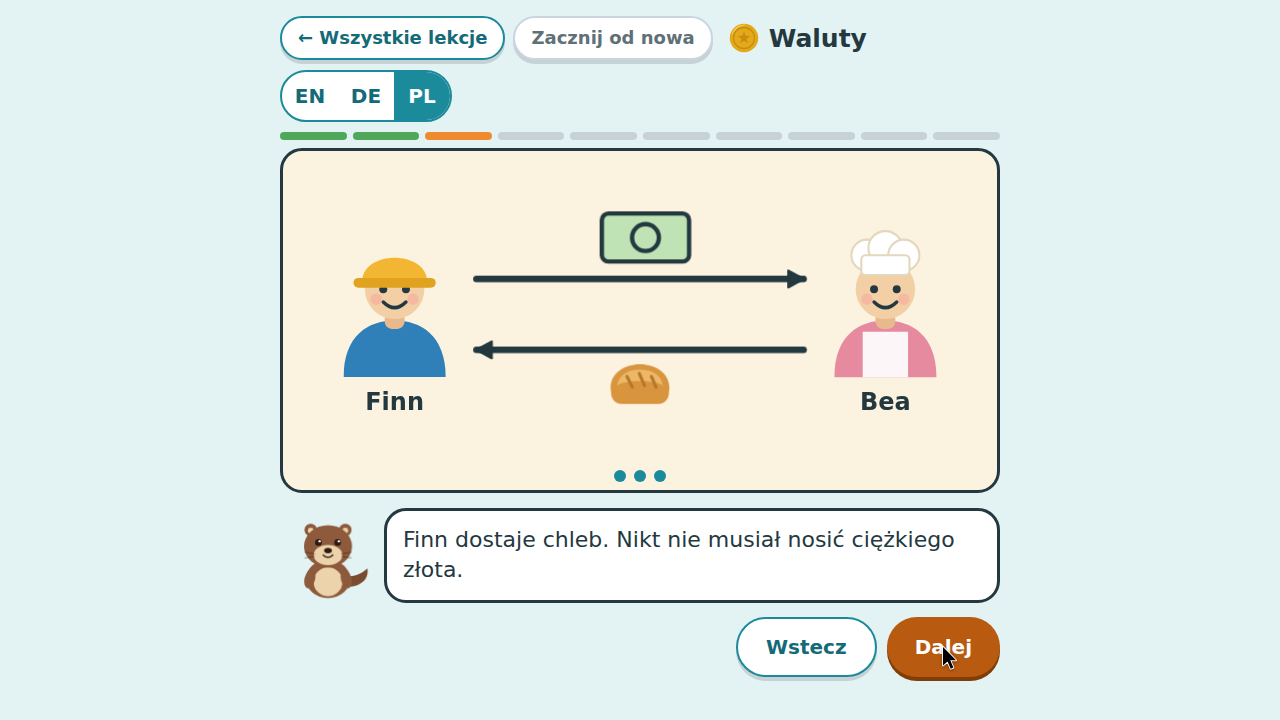 ← Wszystkie lekcje
Zacznij od nowa
Waluty
EN DE PL
Finn
Bea
Finn dostaje chleb. Nikt nie musiał nosić ciężkiego
złota.
Wstecz
Dalej